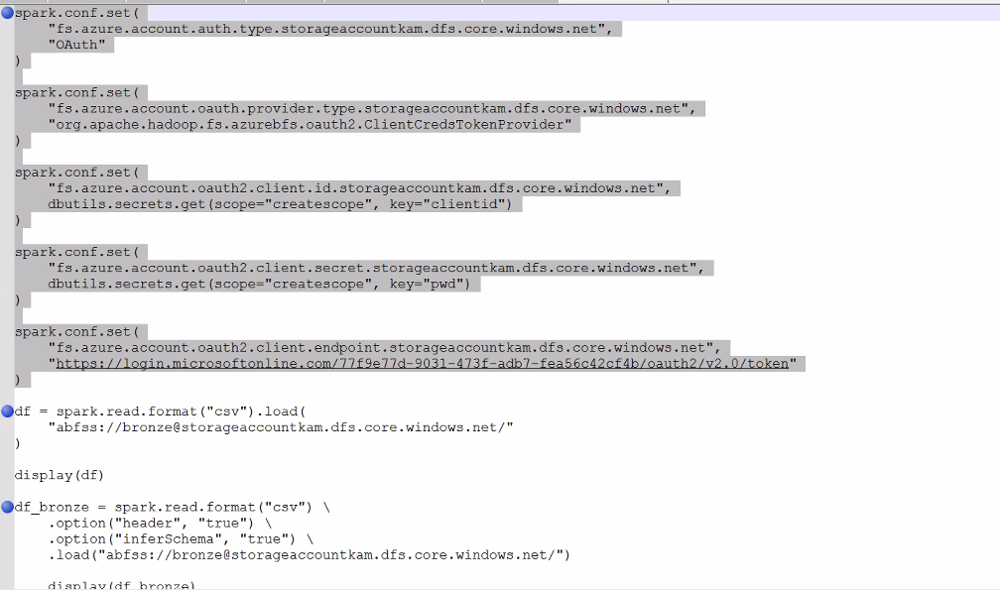 spark.conf.set(
    "fs.azure.account.auth.type.storageaccountkam.dfs.core.windows.net",
    "OAuth"
)
spark.conf.set(
    "fs.azure.account.oauth.provider.type.storageaccountkam.dfs.core.windows.net",
    "org.apache.hadoop.fs.azurebfs.oauth2.ClientCredsTokenProvider"
)
spark.conf.set(
    "fs.azure.account.oauth2.client.id.storageaccountkam.dfs.core.windows.net",
    dbutils.secrets.get(scope="createscope", key="clientid")
)
spark.conf.set(
    "fs.azure.account.oauth2.client.secret.storageaccountkam.dfs.core.windows.net",
    dbutils.secrets.get(scope="createscope", key="pwd")
)
spark.conf.set(
    "fs.azure.account.oauth2.client.endpoint.storageaccountkam.dfs.core.windows.net",
    "https://login.microsoftonline.com/77f9e77d-9031-473f-adb7-fea56c42cf4b/oauth2/v2.0/token"
)
df = spark.read.format("csv").load(
    "abfss://bronze@storageaccountkam.dfs.core.windows.net/"
)
display(df)
df_bronze = spark.read.format("csv") \
    .option("header", "true") \
    .option("inferSchema", "true") \
    .load("abfss://bronze@storageaccountkam.dfs.core.windows.net/")
    display(df_bronze)